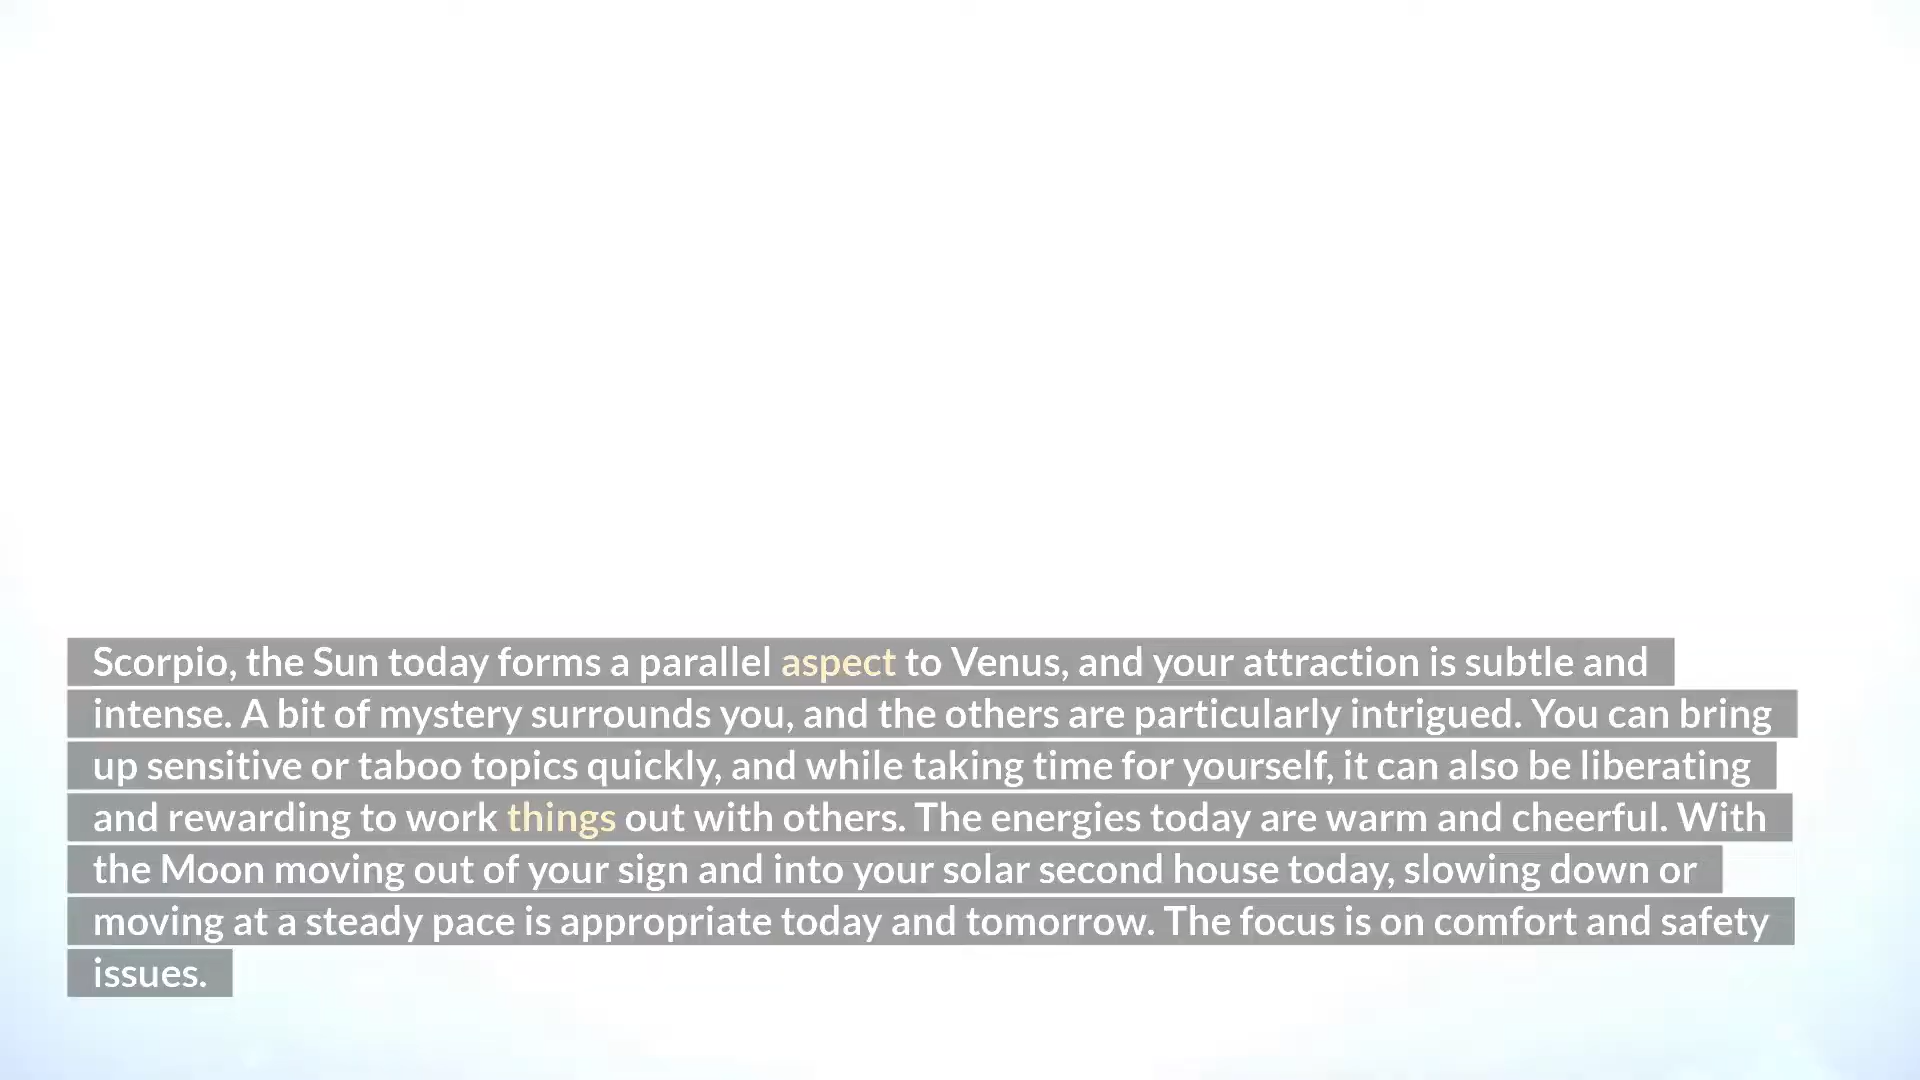 Scorpio, the Sun today forms a parallel aspect to Venus, and your attraction is subtle and
intense. A bit of mystery surrounds you, and the others are particularly intrigued. You can bring
up sensitive or taboo topics quickly, and while taking time for yourself, it can also be liberating
and rewarding to work things out with others. The energies today are warm and cheerful. With
the Moon moving out of your sign and into your solar second house today, slowing down or
moving at a steady pace is appropriate today and tomorrow. The focus is on comfort and safety
issues.